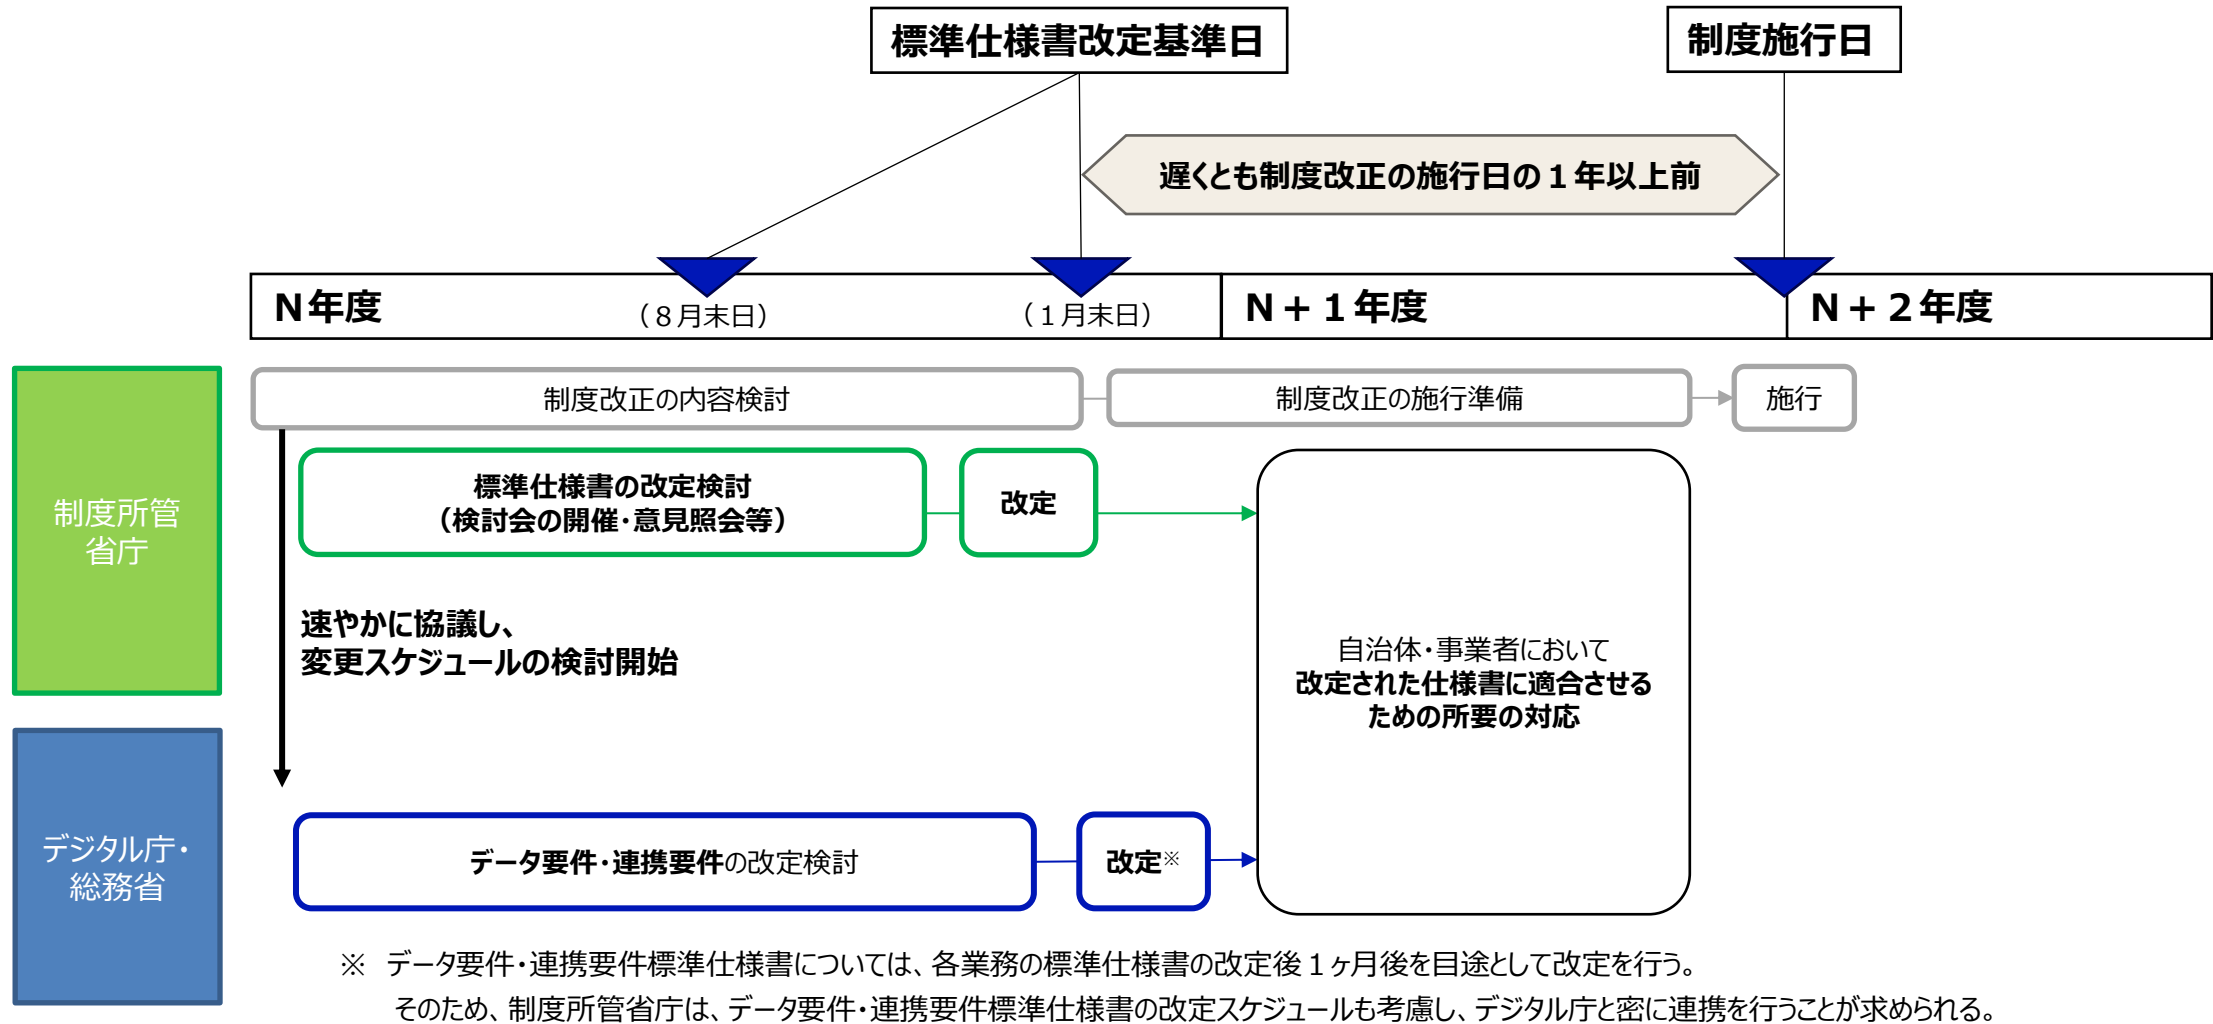 標準仕様書改定基準日
制度施行日
遅くとも制度改正の施行日の１年以上前
Ｎ年度
（８月末日）
（１月末日）
Ｎ＋１年度
Ｎ＋２年度
制度改正の内容検討
制度改正の施行準備
施行
制度所管
省庁
標準仕様書の改定検討
（検討会の開催・意見照会等）
改定
速やかに協議し、
変更スケジュールの検討開始
自治体・事業者において
改定された仕様書に適合させる
ための所要の対応
デジタル庁・
総務省
データ要件・連携要件の改定検討
改定※
※　データ要件・連携要件標準仕様書については、各業務の標準仕様書の改定後１ヶ月後を目途として改定を行う。
そのため、制度所管省庁は、データ要件・連携要件標準仕様書の改定スケジュールも考慮し、デジタル庁と密に連携を行うことが求められる。